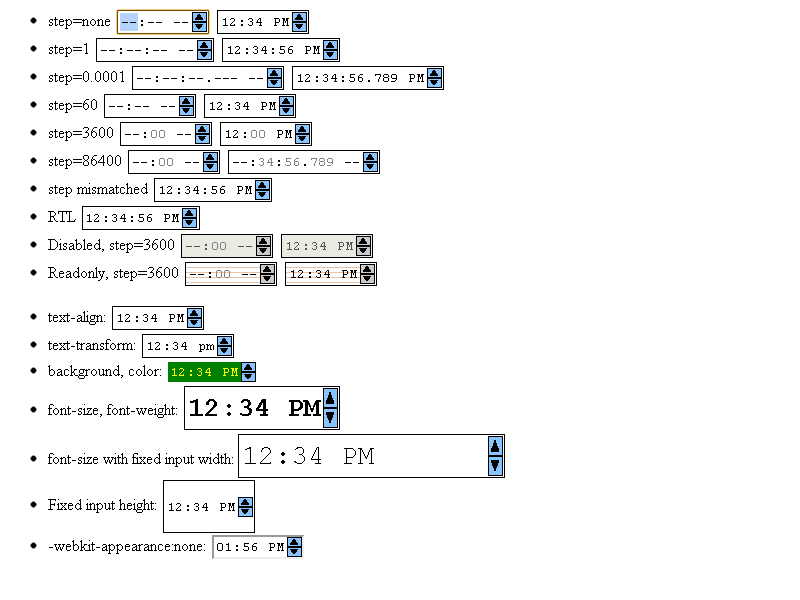 step=none --:-- -- 12:34 PM
step=1 --:--:-- -- 12:34:56 PM
step=0.0001 --:--:--.--- -- 12:34:56.789 PM
step=60 --:-- -- 12:34 PM
step=3600 --:00 -- 12:00 PM
step=86400 --:00 -- --:34:56.789 --
step mismatched 12:34:56 PM
RTL 12:34:56 PM
Disabled, step=3600 --:00 -- 12:34 PM
Readonly, step=3600 --:00 -- 12:34 PM
text-align: 12:34 PM
text-transform: 12:34 pm
background, color: 12:34 PM
font-size, font-weight: 12:34 PM
font-size with fixed input width: 12:34 PM
Fixed input height: 12:34 PM
-webkit-appearance:none: 01:56 PM